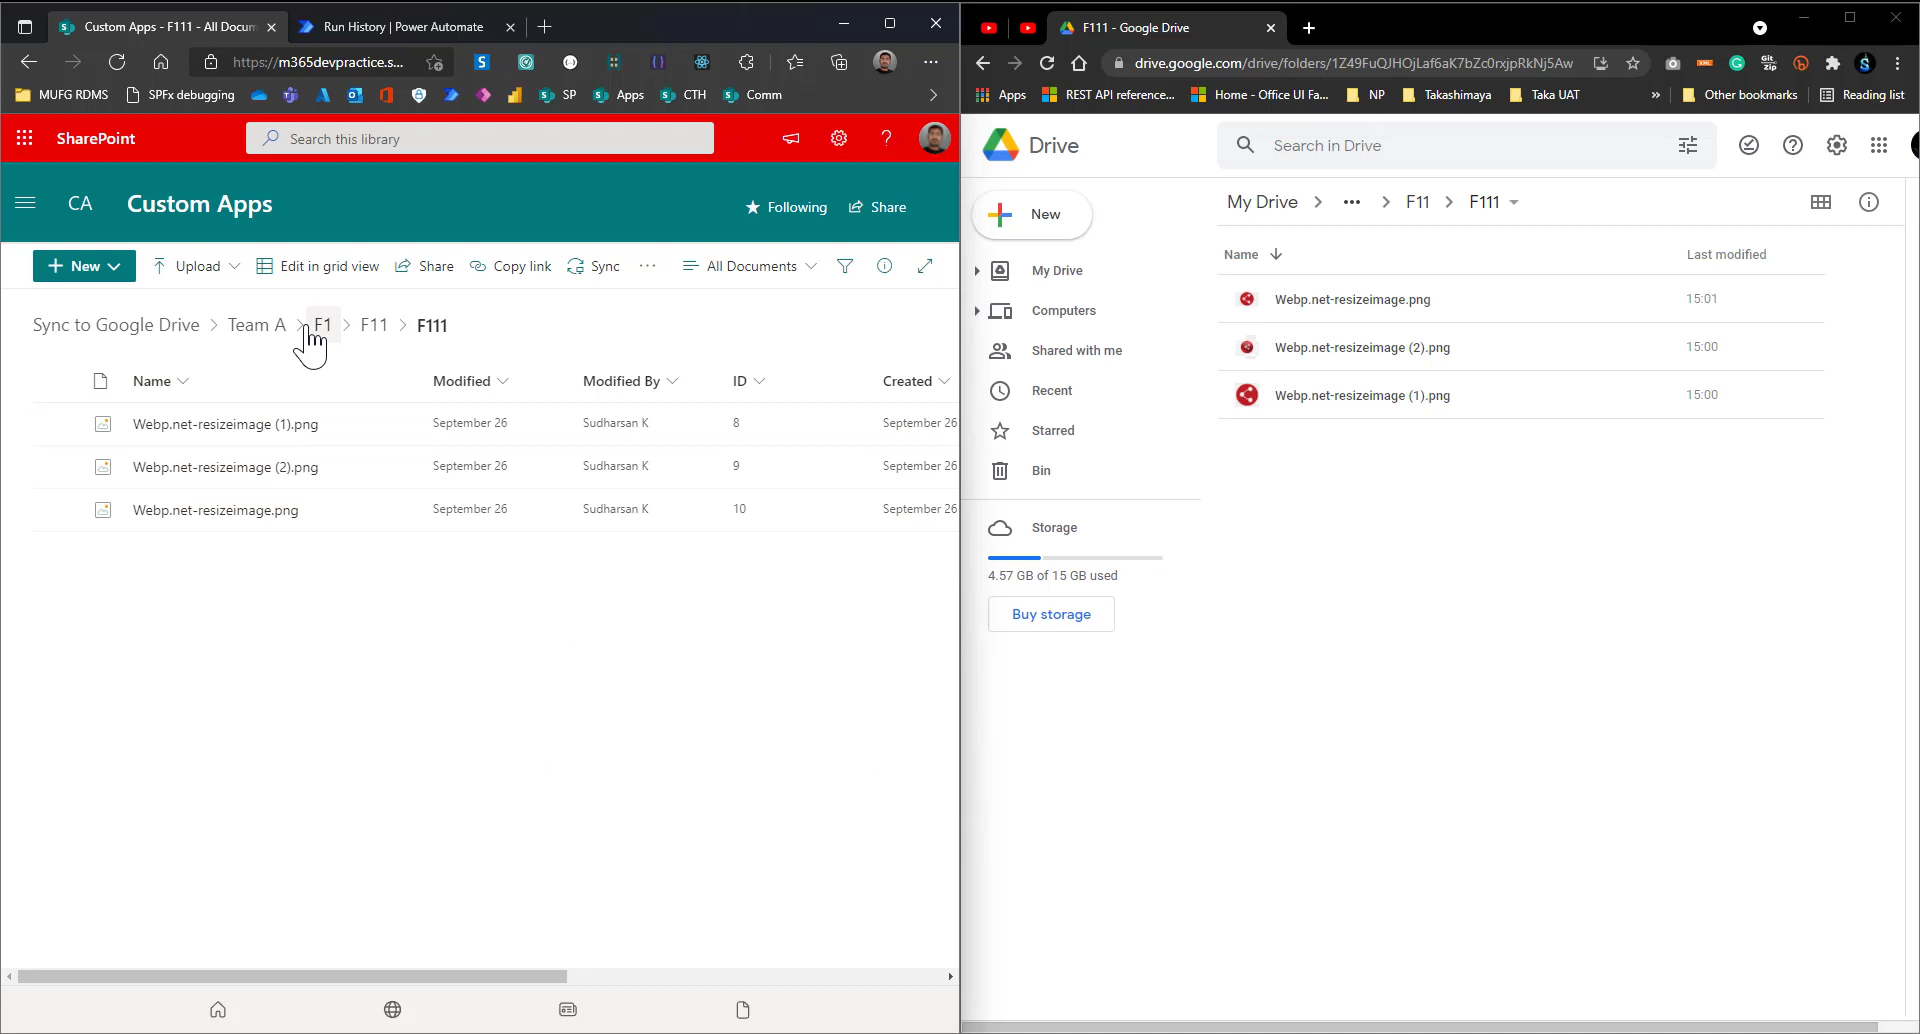 Custom Apps - F111 - All Docum
Run History | Power Automate
https://m365devpractice.s...
MUFG RDMS
SPFx debugging
SP
Apps
CTH
Comm
SharePoint
Search this library
CA
Custom Apps
Following
Share
New
Upload
Edit in grid view
Share
Copy link
Sync
All Documents
Sync to Google Drive > Team A > F1 > F11 > F111
Name
Modified
Modified By
ID
Created
Webp.net-resizeimage (1).png
September 26
Sudharsan K
8
September 26
Webp.net-resizeimage (2).png
September 26
Sudharsan K
9
September 26
Webp.net-resizeimage.png
September 26
Sudharsan K
10
September 26
F111 - Google Drive
drive.google.com/drive/folders/1Z49FuQJHOjLaf6aK7bZc0rxjpRkNj5Aw
Apps
REST API reference...
Home - Office UI Fa...
NP
Takashimaya
Taka UAT
Other bookmarks
Reading list
Drive
Search in Drive
New
My Drive
Computers
Shared with me
Recent
Starred
Bin
Storage
4.57 GB of 15 GB used
Buy storage
My Drive > ... > F11 > F111
Name
Last modified
Webp.net-resizeimage.png
15:01
Webp.net-resizeimage (2).png
15:00
Webp.net-resizeimage (1).png
15:00